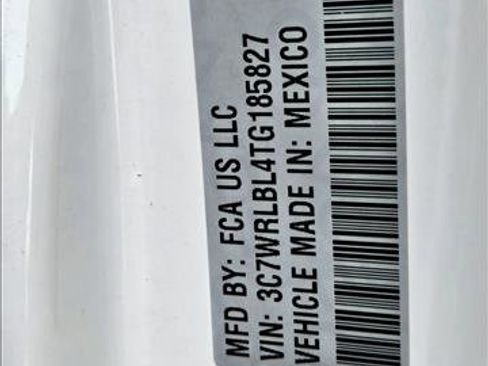 MFD BY: FCA US LLC
VIN: 3C7WRLBL4TG185827
VEHICLE MADE IN: MEXICO